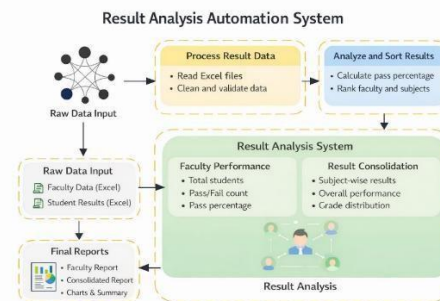 Result Analysis Automation System
Process Result Data
• Read Excel files
• Clean and validate data
Analyze and Sort Results
• Calculate pass percentage
• Rank faculty and subjects
Raw Data Input
Result Analysis System
Raw Data Input
Faculty Data (Excel)
Student Results (Excel)
Faculty Performance
• Total students
• Pass/Fail count
• Pass percentage
Result Consolidation
• Subject-wise results
• Overall performance
• Grade distribution
Final Reports
• Faculty Report
• Consolidated Report
• Charts & Summary
Result Analysis